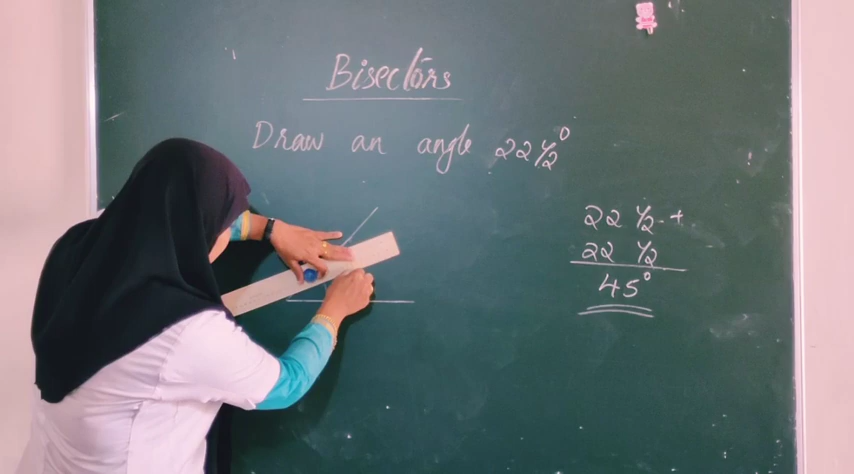 Bisectors
Draw an angle 22½°
22 ½ +
22 ½
45°